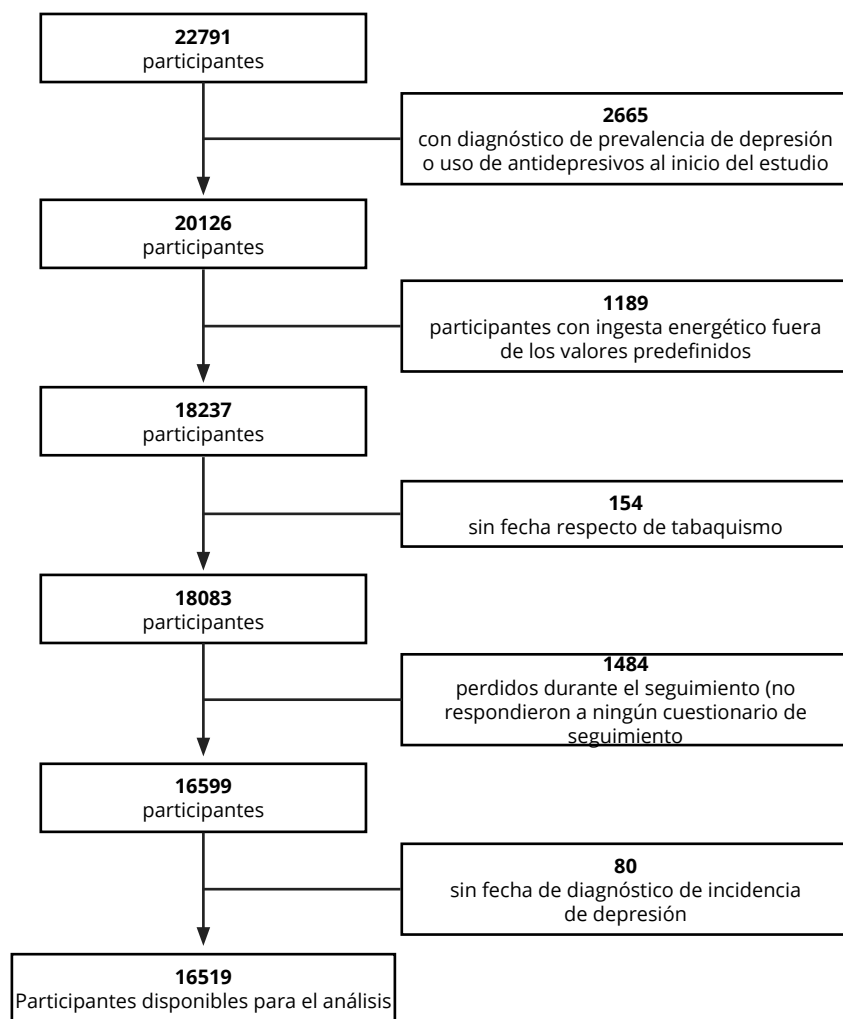 22791
participantes
2665
con diagnóstico de prevalencia de depresión
o uso de antidepresivos al inicio del estudio
20126
participantes
1189
participantes con ingesta energético fuera
de los valores predefinidos
18237
participantes
154
sin fecha respecto de tabaquismo
18083
participantes
1484
perdidos durante el seguimiento (no
respondieron a ningún cuestionario de
seguimiento
16599
participantes
80
sin fecha de diagnóstico de incidencia
de depresión
16519
Participantes disponibles para el análisis